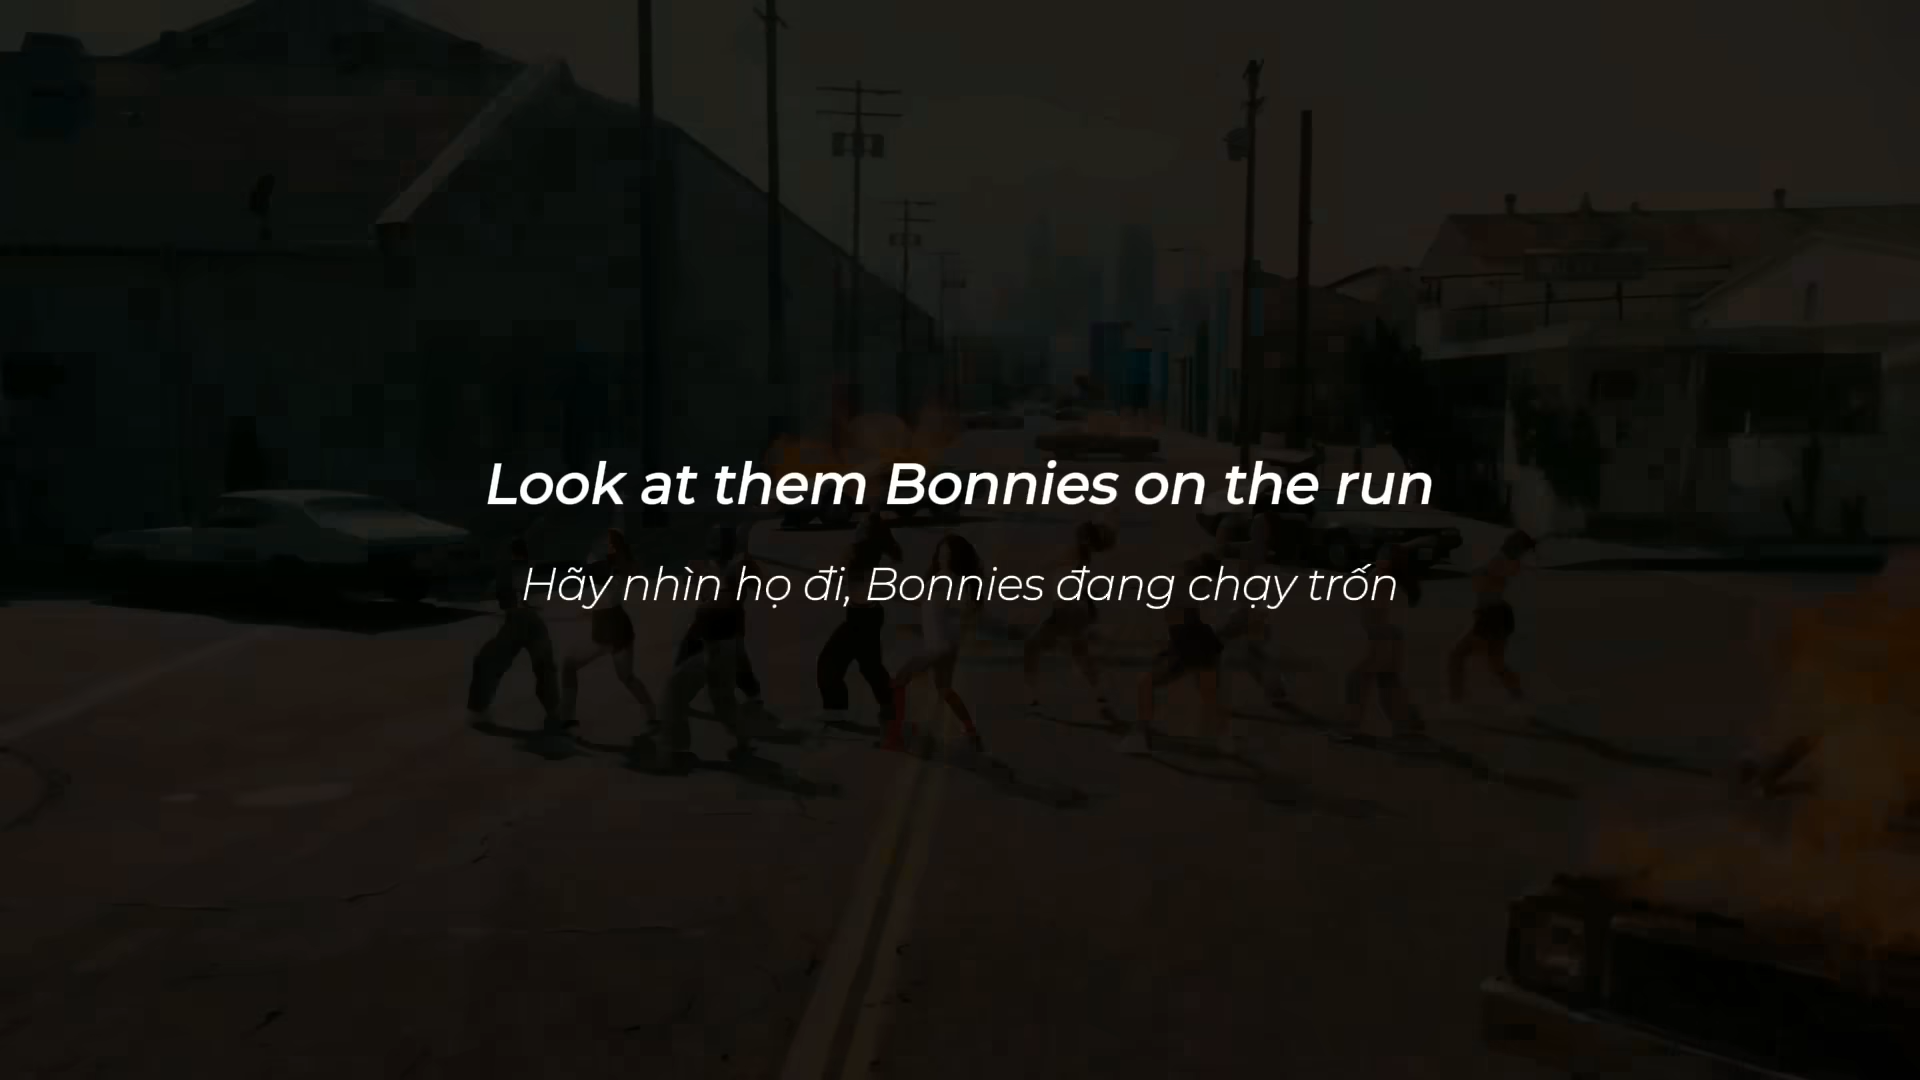 Look at them Bonnies on the run
Hãy nhìn họ đi, Bonnies đang chạy trốn